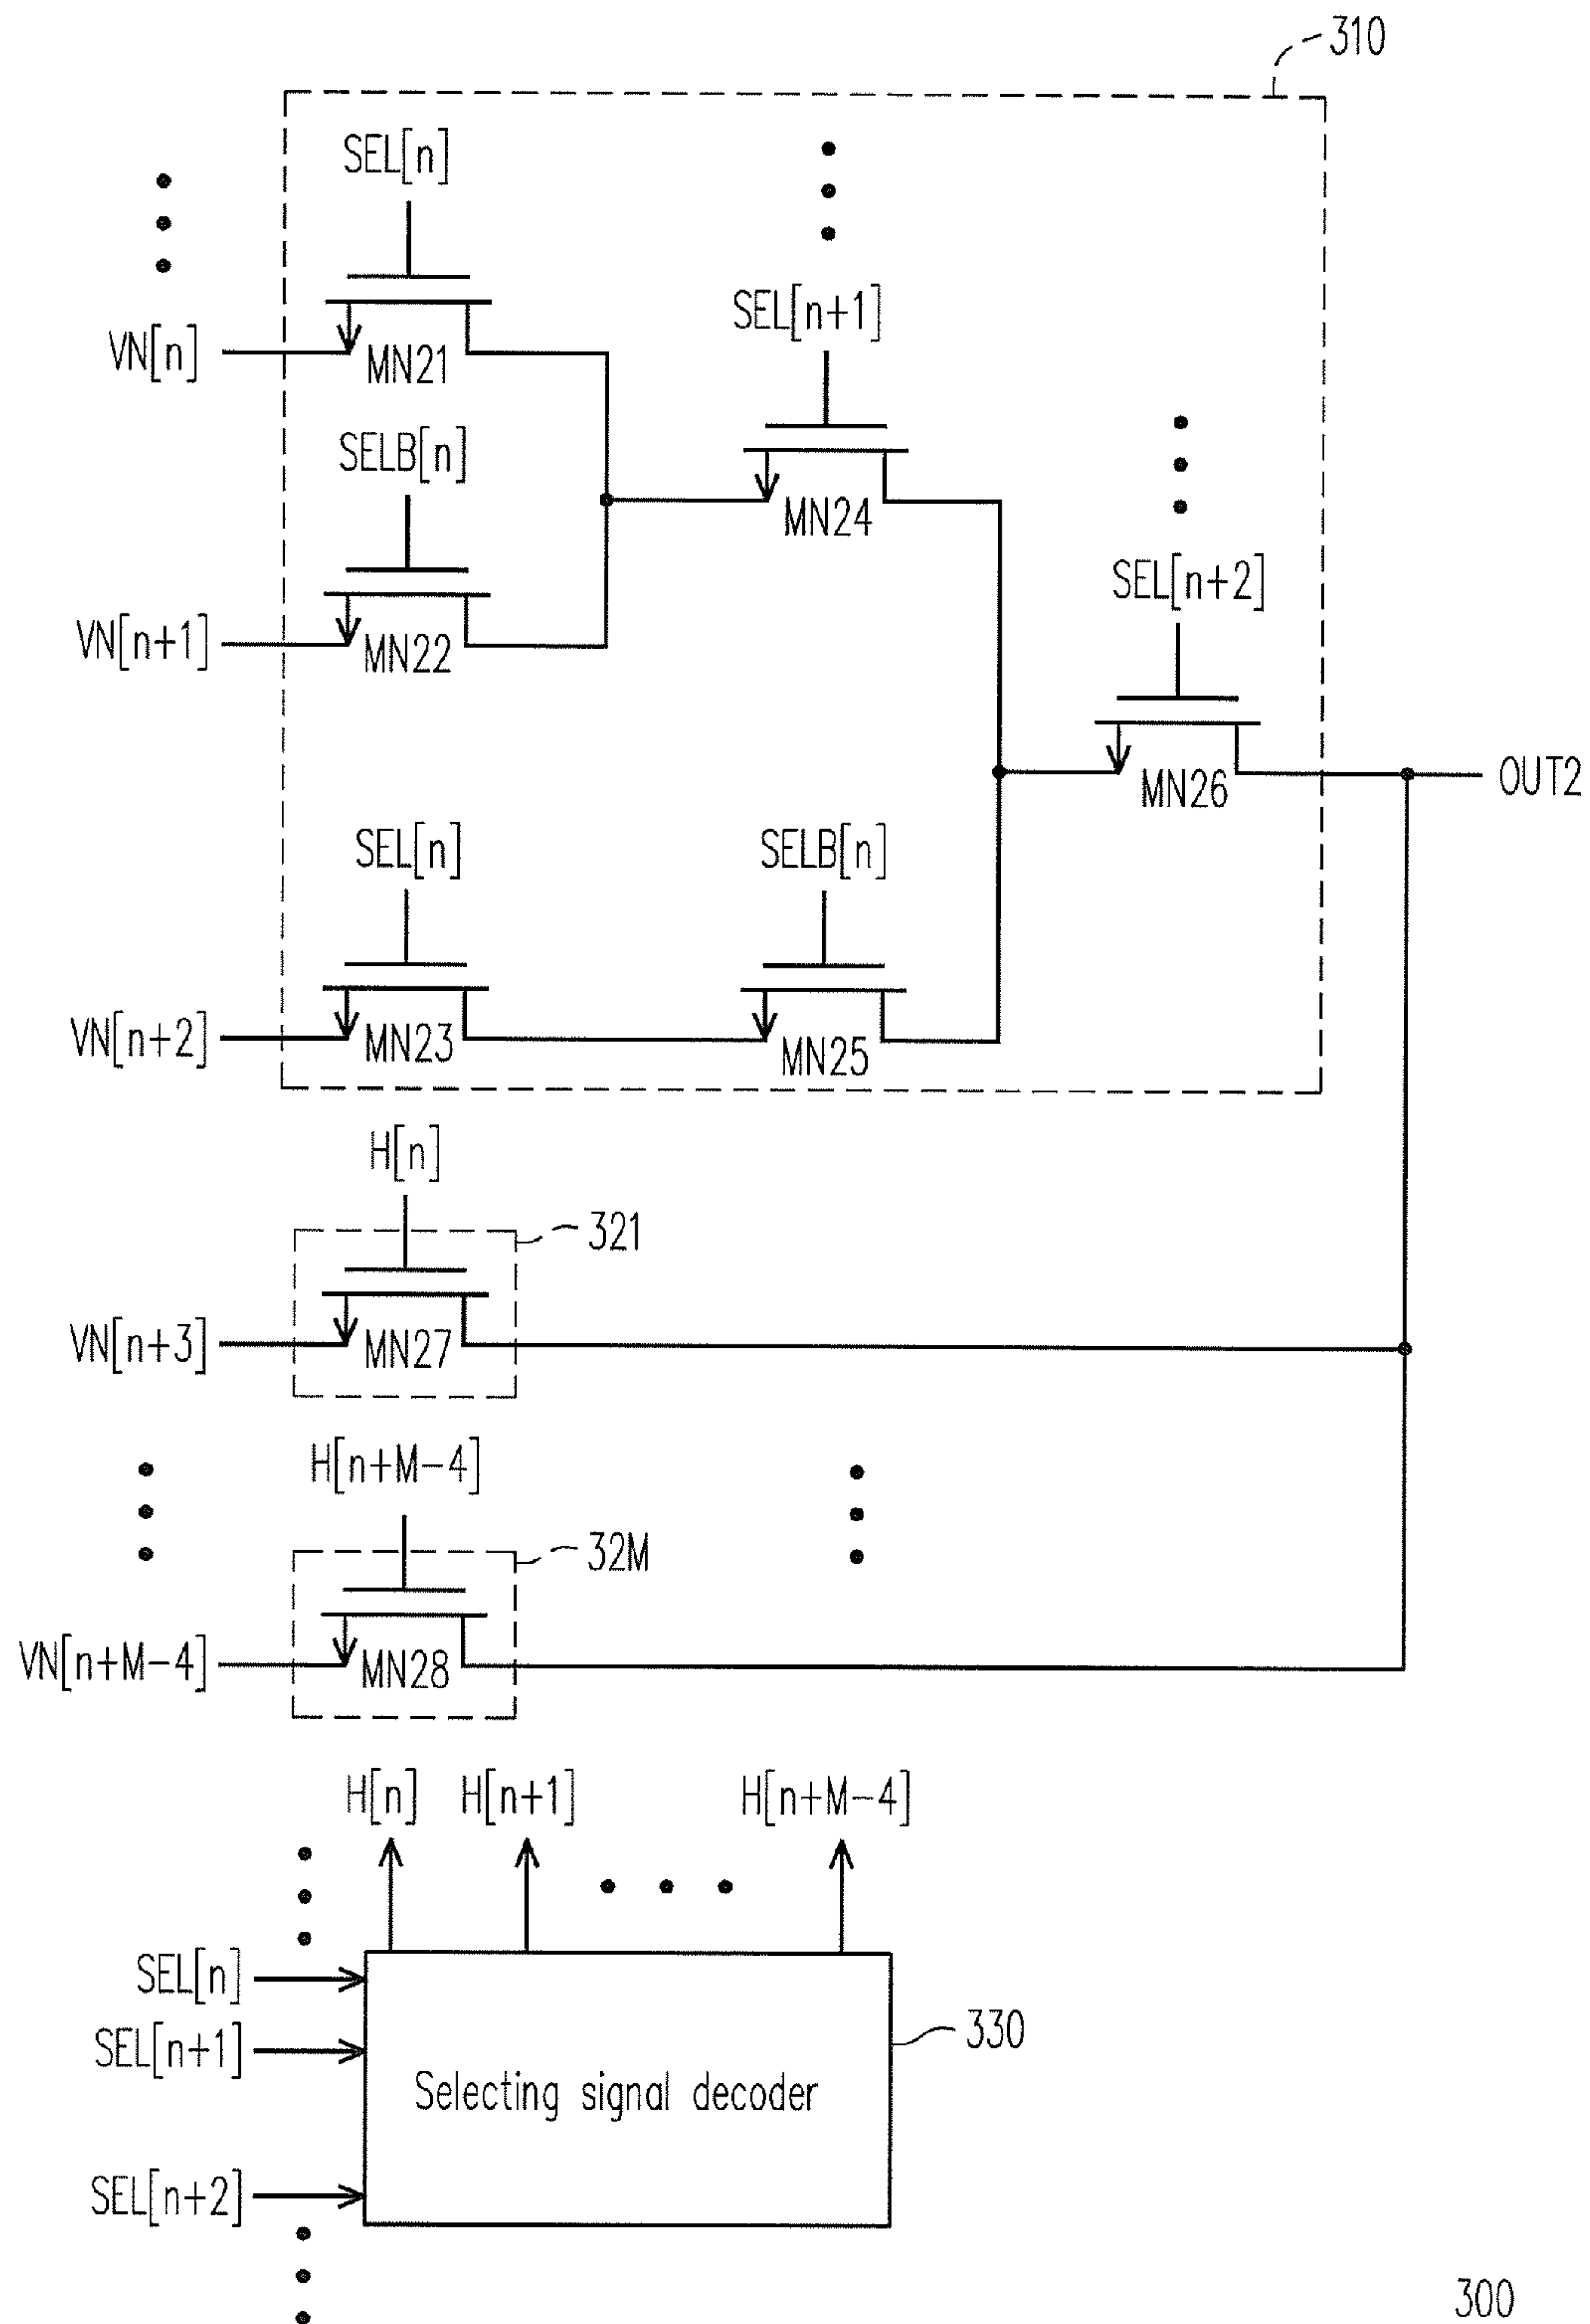 310
SEL[n]
SEL[n+1]
VN[n]
MN21
SELB[n]
MN24
SEL[n+2]
VN[n+1]
MN22
MN26
OUT2
SEL[n]
SELB[n]
VN[n+2]
MN23
MN25
H[n]
321
VN[n+3]
MN27
H[n+M-4]
32M
VN[n+M-4]
MN28
H[n]
H[n+1]
H[n+M-4]
SEL[n]
SEL[n+1]
330
Selecting signal decoder
SEL[n+2]
300